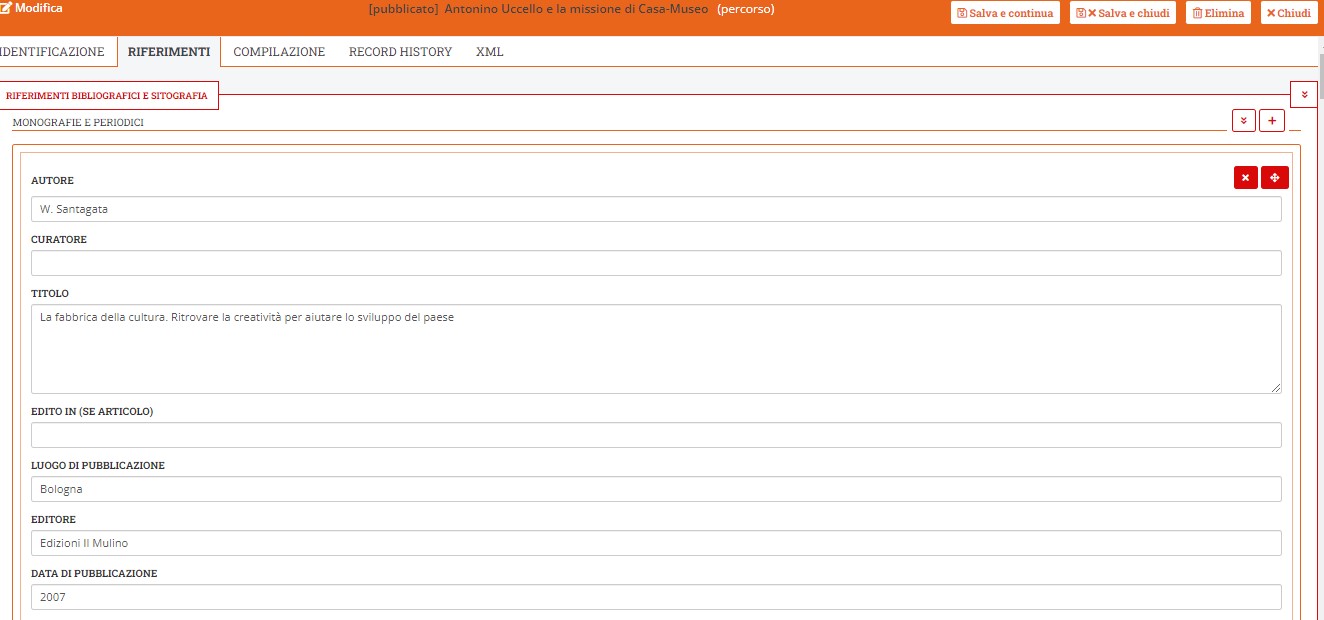 Modifica
[pubblicato] Antonino Uccello e la missione di Casa-Museo (percorso)
Salva e continua
Salva e chiudi
Elimina
Chiudi
IDENTIFICAZIONE
RIFERIMENTI
COMPILAZIONE
RECORD HISTORY
XML
RIFERIMENTI BIBLIOGRAFICI E SITOGRAFIA
MONOGRAFIE E PERIODICI
AUTORE
W. Santagata
CURATORE
TITOLO
La fabbrica della cultura. Ritrovare la creatività per aiutare lo sviluppo del paese
EDITO IN (SE ARTICOLO)
LUOGO DI PUBBLICAZIONE
Bologna
EDITORE
Edizioni Il Mulino
DATA DI PUBBLICAZIONE
2007